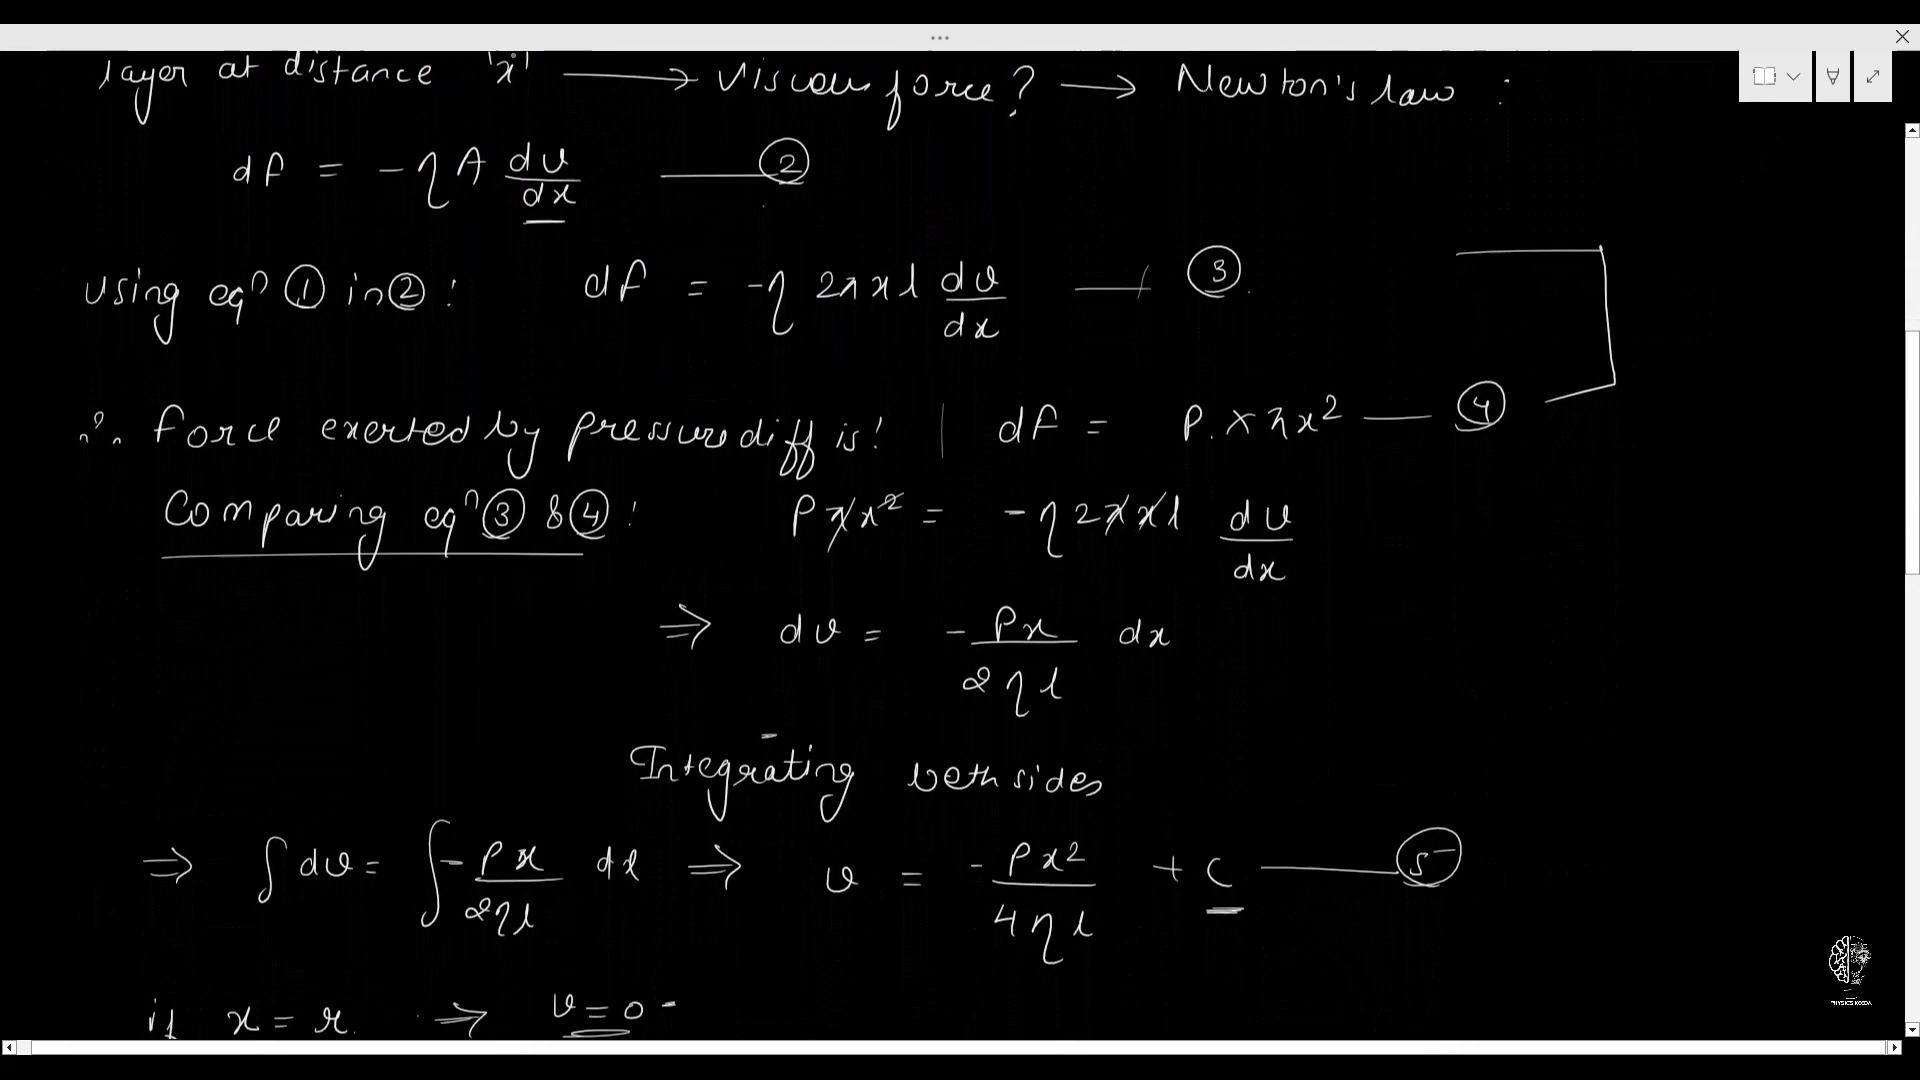 layer at distance 'x' ⟶ Viscous force? ⟶ Newton's law :
df = -η A dv/dx —— ②
using eqⁿ ① in ② : df = -η 2πxl dv/dx —— ③
∴ force exerted by pressure diff is : | df = P. × πx² —— ④
Comparing eqⁿ ③ & ④ : Pπx² = -η 2πxl dv/dx
⇒ dv = -Px/2ηl dx
Integrating both sides
⇒ ∫dv = ∫-Px/2ηl dx ⇒ v = -Px²/4ηl + C —— ⑤
if x = r. ⇒ v = 0 -